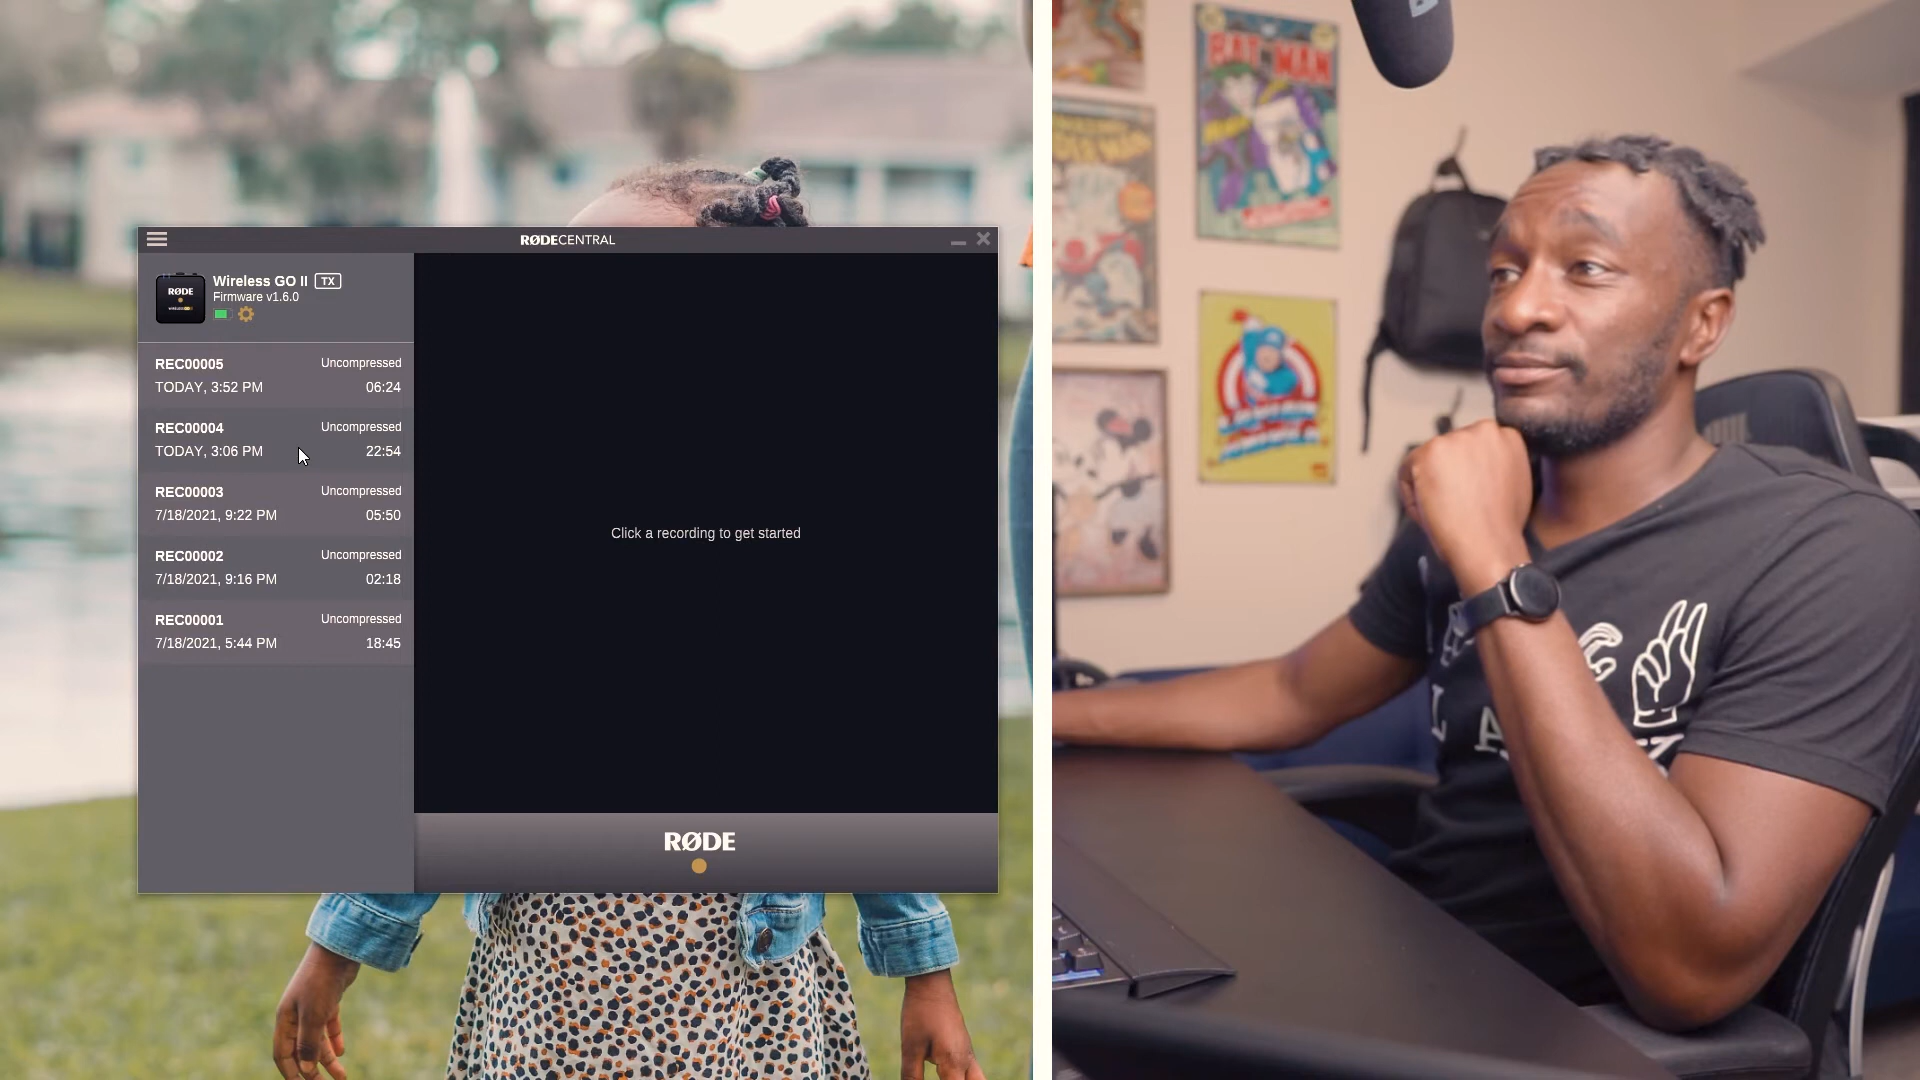 RØDECENTRAL
RØDE
Wireless GO II TX
Firmware v1.6.0
REC00005 Uncompressed
TODAY, 3:52 PM 06:24
REC00004 Uncompressed
TODAY, 3:06 PM 22:54
REC00003 Uncompressed
7/18/2021, 9:22 PM 05:50
REC00002 Uncompressed
7/18/2021, 9:16 PM 02:18
REC00001 Uncompressed
7/18/2021, 5:44 PM 18:45
Click a recording to get started
RØDE
BATMAN